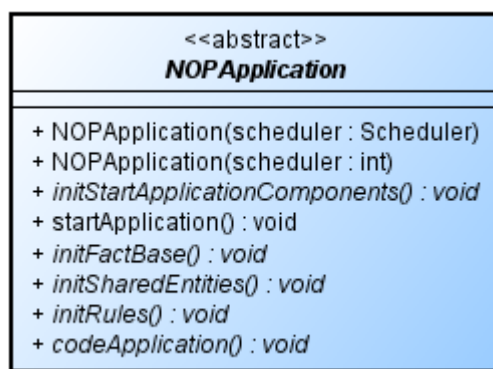 <<abstract>>
NOPApplication
+ NOPApplication(scheduler : Scheduler)
+ NOPApplication(scheduler : int)
+ initStartApplicationComponents() : void
+ startApplication() : void
+ initFactBase() : void
+ initSharedEntities() : void
+ initRules() : void
+ codeApplication() : void